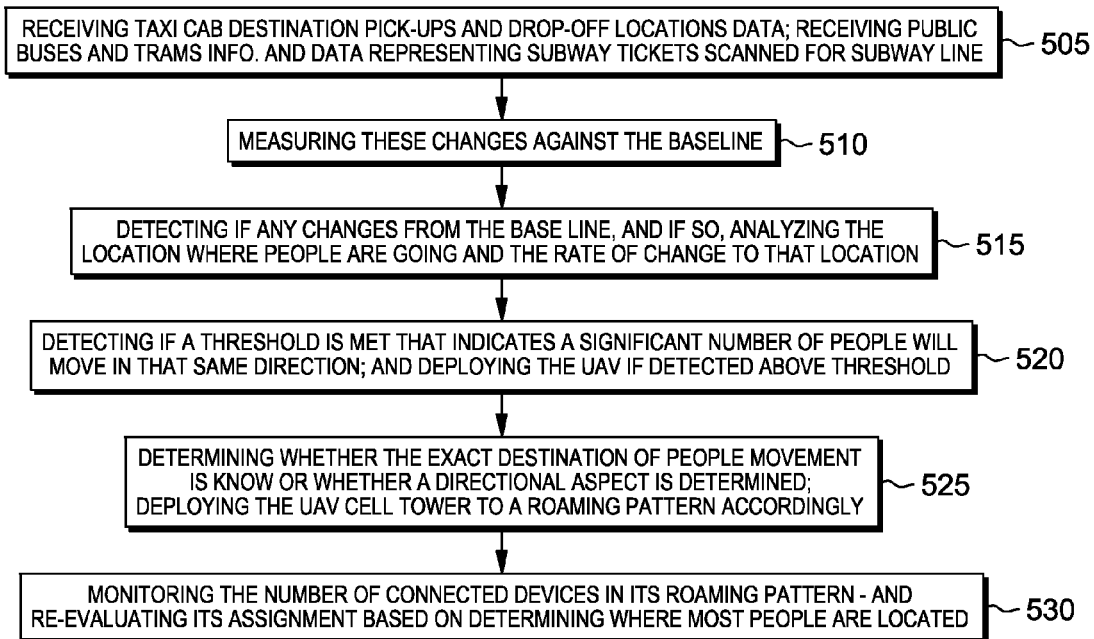 RECEIVING TAXI CAB DESTINATION PICK-UPS AND DROP-OFF LOCATIONS DATA; RECEIVING PUBLIC
BUSES AND TRAMS INFO. AND DATA REPRESENTING SUBWAY TICKETS SCANNED FOR SUBWAY LINE
505
MEASURING THESE CHANGES AGAINST THE BASELINE
510
DETECTING IF ANY CHANGES FROM THE BASE LINE, AND IF SO, ANALYZING THE
LOCATION WHERE PEOPLE ARE GOING AND THE RATE OF CHANGE TO THAT LOCATION
515
DETECTING IF A THRESHOLD IS MET THAT INDICATES A SIGNIFICANT NUMBER OF PEOPLE WILL
MOVE IN THAT SAME DIRECTION; AND DEPLOYING THE UAV IF DETECTED ABOVE THRESHOLD
520
DETERMINING WHETHER THE EXACT DESTINATION OF PEOPLE MOVEMENT
IS KNOW OR WHETHER A DIRECTIONAL ASPECT IS DETERMINED;
DEPLOYING THE UAV CELL TOWER TO A ROAMING PATTERN ACCORDINGLY
525
MONITORING THE NUMBER OF CONNECTED DEVICES IN ITS ROAMING PATTERN - AND
RE-EVALUATING ITS ASSIGNMENT BASED ON DETERMINING WHERE MOST PEOPLE ARE LOCATED
530